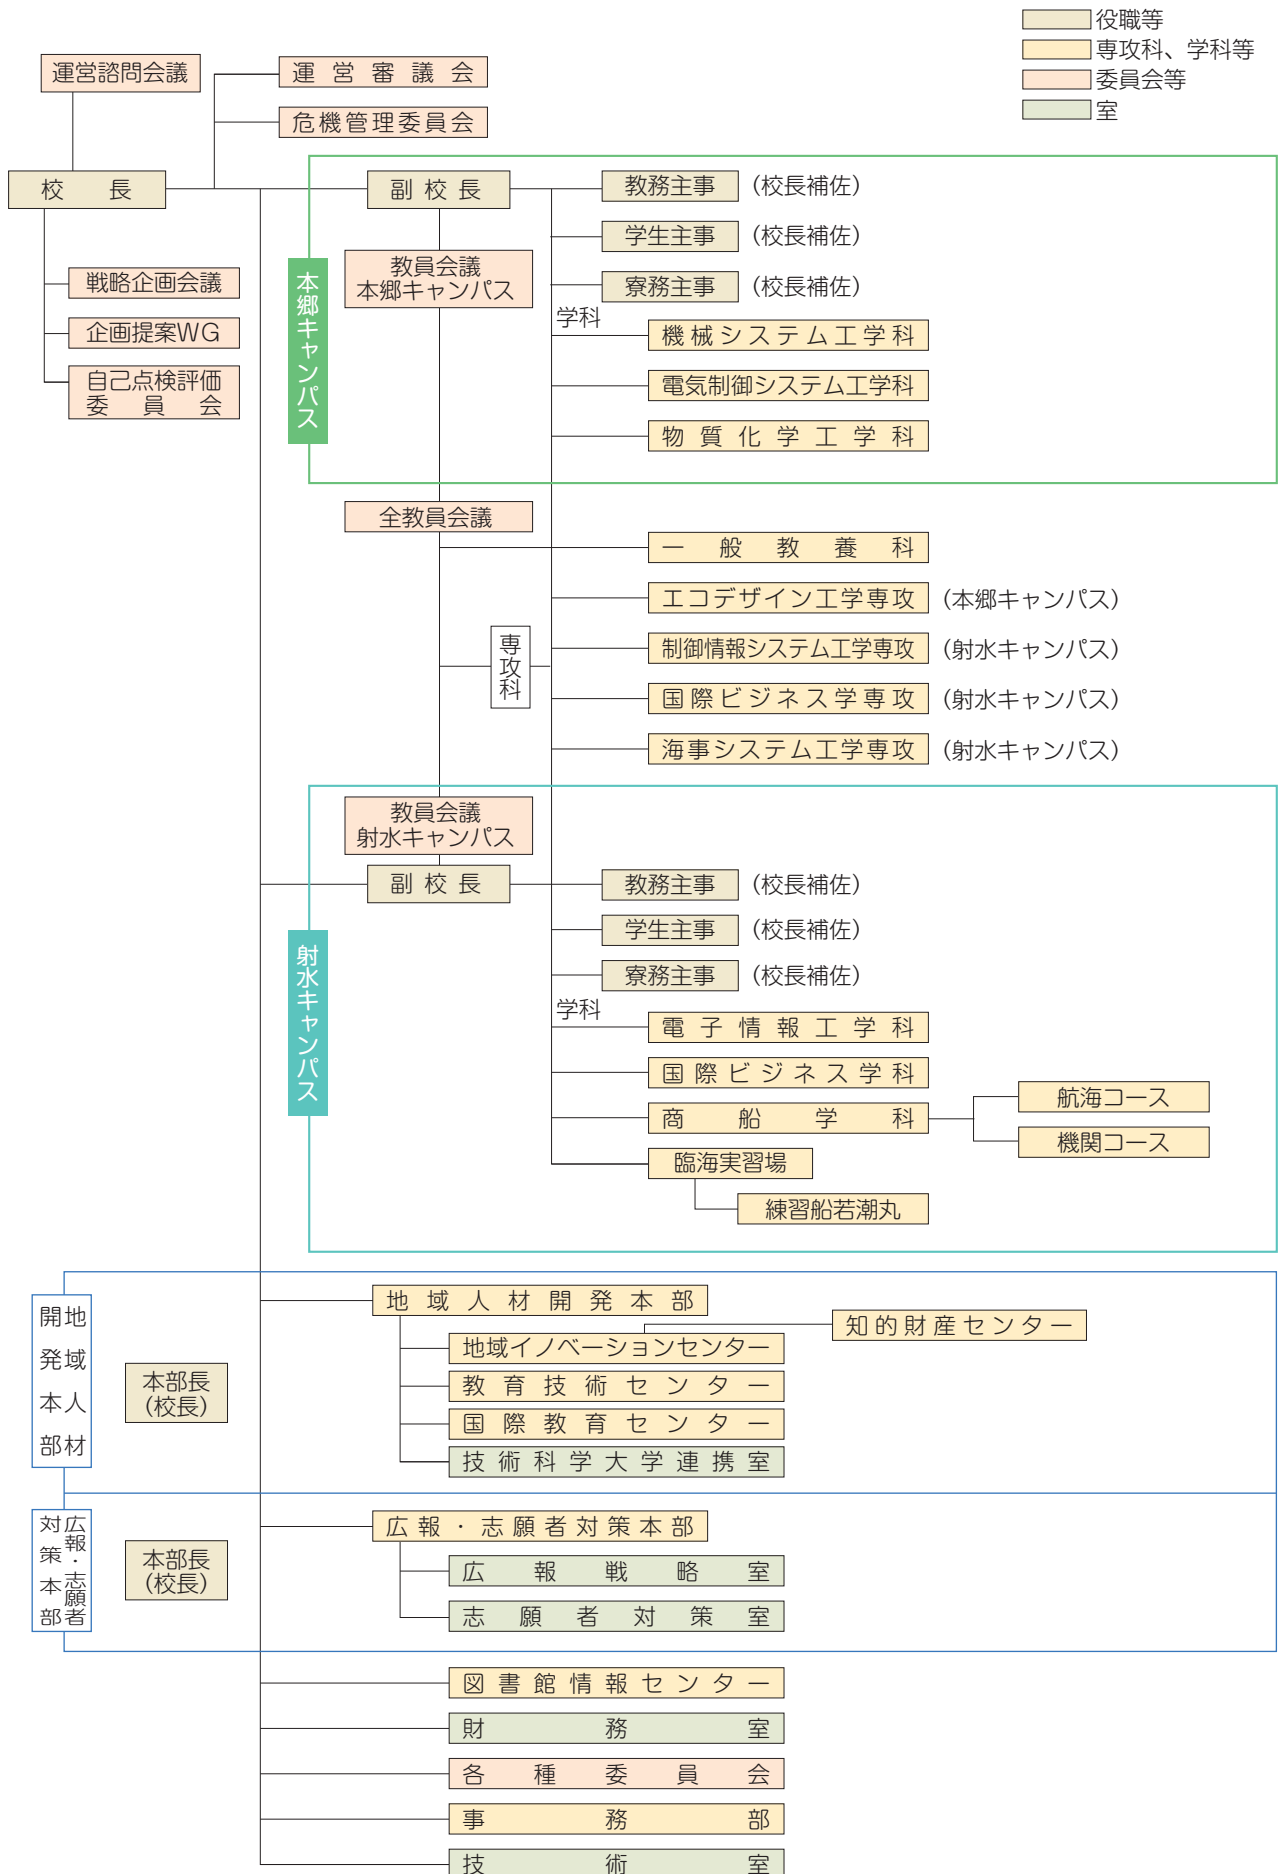 役職等
専攻科、学科等
委員会等
室
運営諮問会議
運営審議会
危機管理委員会
校長
戦略企画会議
企画提案WG
自己点検評価
委員会
本郷キャンパス
副校長
教員会議
本郷キャンパス
教務主事 (校長補佐)
学生主事 (校長補佐)
寮務主事 (校長補佐)
学科
機械システム工学科
電気制御システム工学科
物質化学工学科
全教員会議
一般教養科
専攻科
エコデザイン工学専攻 (本郷キャンパス)
制御情報システム工学専攻 (射水キャンパス)
国際ビジネス学専攻 (射水キャンパス)
海事システム工学専攻 (射水キャンパス)
射水キャンパス
教員会議
射水キャンパス
副校長
教務主事 (校長補佐)
学生主事 (校長補佐)
寮務主事 (校長補佐)
学科
電子情報工学科
国際ビジネス学科
商船学科
航海コース
機関コース
臨海実習場
練習船若潮丸
地域人材
開発本部
本部長
(校長)
地域人材開発本部
知的財産センター
地域イノベーションセンター
教育技術センター
国際教育センター
技術科学大学連携室
広報・志願者
対策本部
本部長
(校長)
広報・志願者対策本部
広報戦略室
志願者対策室
図書館情報センター
財務室
各種委員会
事務部
技術室